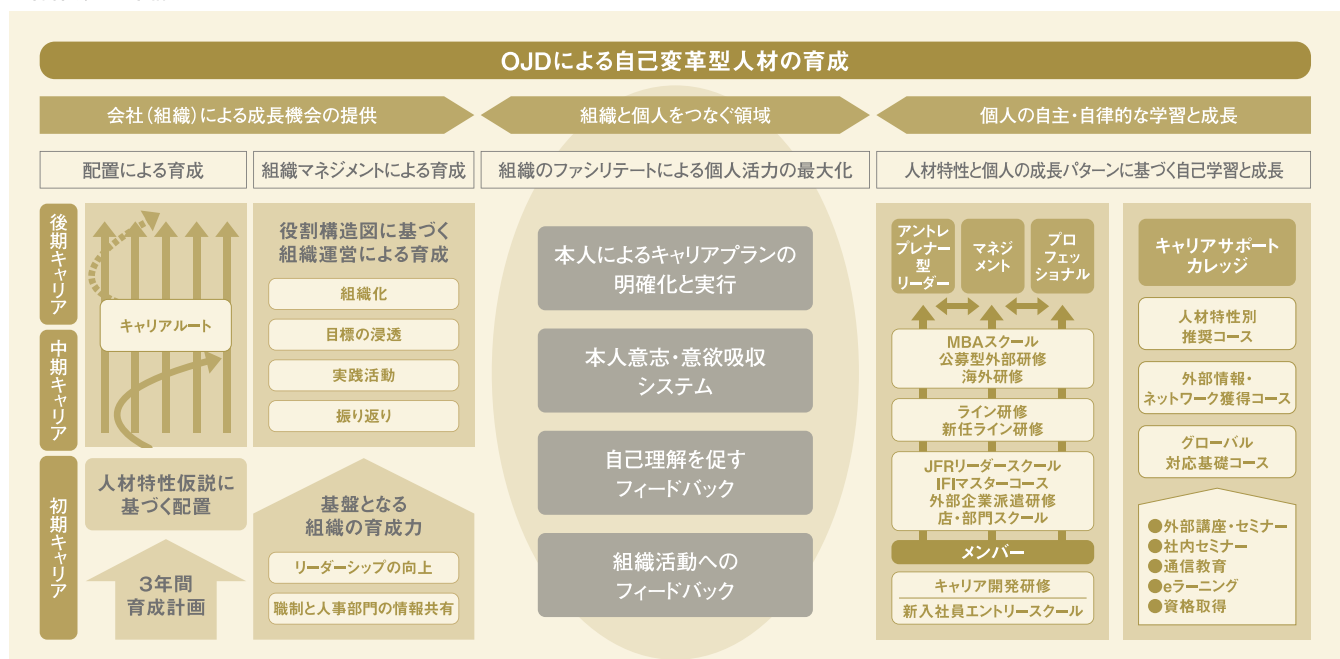 OJDによる自己変革型人材の育成
会社（組織）による成長機会の提供
組織と個人をつなぐ領域
個人の自主・自律的な学習と成長
配置による育成
組織マネジメントによる育成
組織のファシリテートによる個人活力の最大化
人材特性と個人の成長パターンに基づく自己学習と成長
後期キャリア
中期キャリア
初期キャリア
キャリアルート
人材特性仮説に
基づく配置
3年間
育成計画
役割構造図に基づく
組織運営による育成
組織化
目標の浸透
実践活動
振り返り
基盤となる
組織の育成力
リーダーシップの向上
職制と人事部門の情報共有
本人によるキャリアプランの
明確化と実行
本人意志・意欲吸収
システム
自己理解を促す
フィードバック
組織活動への
フィードバック
アントレ
プレナー
型
リーダー
マネジ
メント
プロ
フェッ
ショナル
MBAスクール
公募型外部研修
海外研修
ライン研修
新任ライン研修
JFRリーダースクール
IFIマスターコース
外部企業派遣研修
店・部門スクール
メンバー
キャリア開発研修
新入社員エントリースクール
キャリアサポート
カレッジ
人材特性別
推奨コース
外部情報・
ネットワーク獲得コース
グローバル
対応基礎コース
●外部講座・セミナー
●社内セミナー
●通信教育
●eラーニング
●資格取得